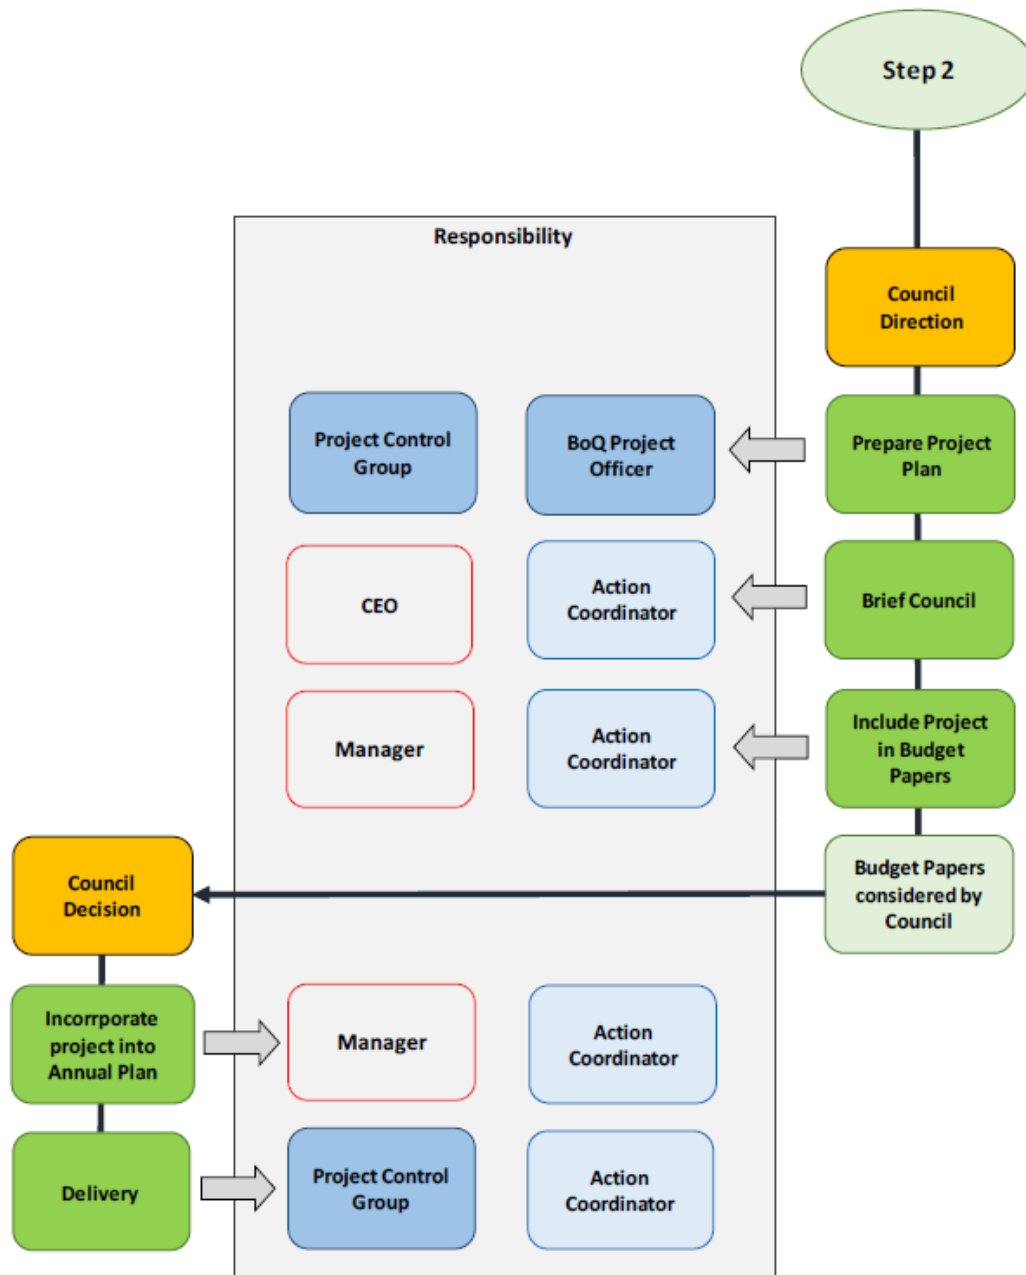 Step 2
Responsibility
Council
Direction
Project Control
Group
BoQ Project
Officer
Prepare Project
Plan
CEO
Action
Coordinator
Brief Council
Manager
Action
Coordinator
Include Project
in Budget
Papers
Council
Decision
Budget Papers
considered by
Council
Incorrporate
project into
Annual Plan
Manager
Action
Coordinator
Delivery
Project Control
Group
Action
Coordinator